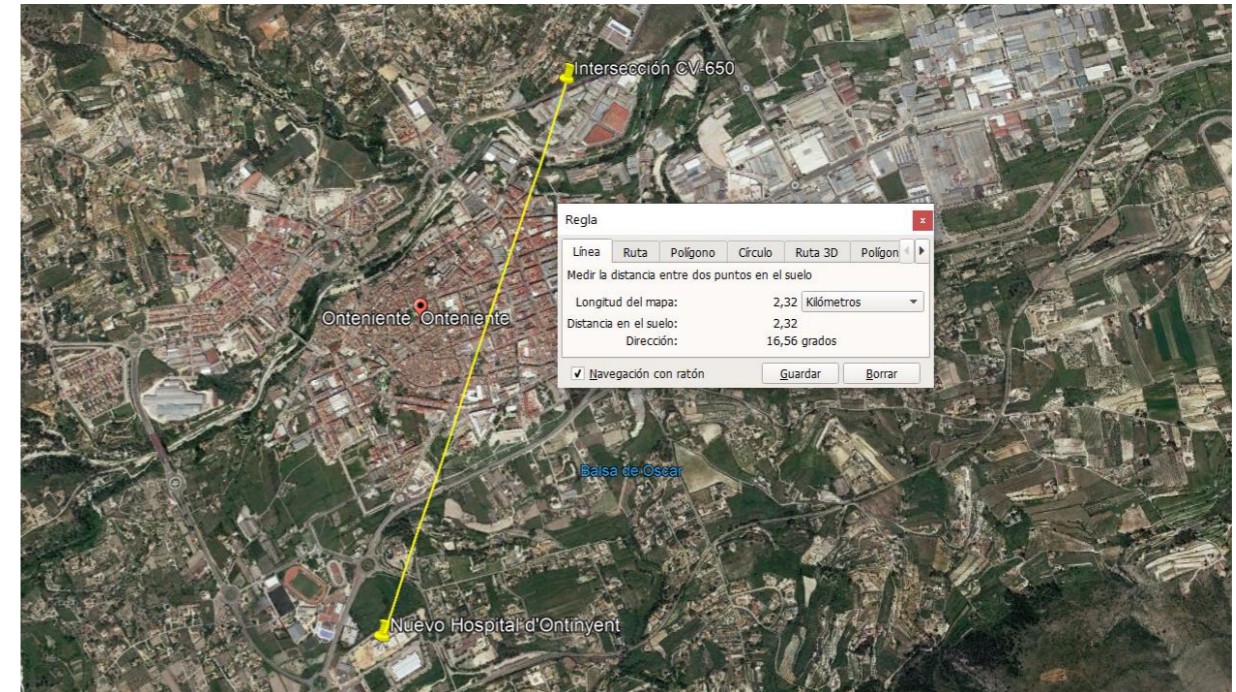 Intersección CV-650
Regla
x
Línea Ruta Polígono Círculo Ruta 3D Polígon
Medir la distancia entre dos puntos en el suelo
Longitud del mapa: 2,32 Kilómetros
Distancia en el suelo: 2,32
Dirección: 16,56 grados
Navegación con ratón Guardar Borrar
Onteniente Onteniente
Balsa de Oscar
Nuevo Hospital d'Ontinyent